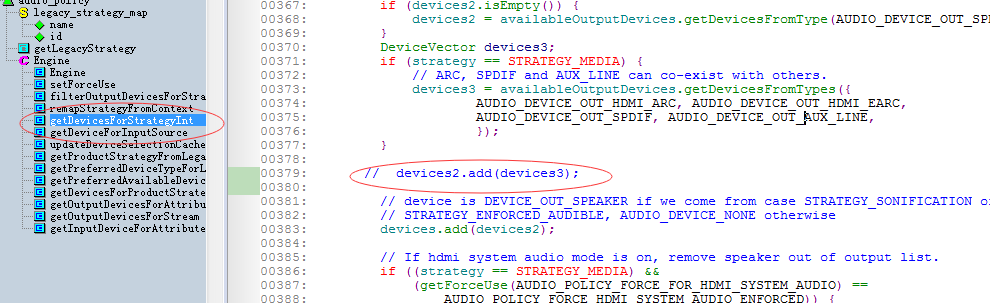 audio_policy
legacy_strategy_map
name
id
getLegacyStrategy
Engine
Engine
setForceUse
filterOutputDevicesForStra
remapStrategyFromContext
getDevicesForStrategyInt
getDeviceForInputSource
updateDeviceSelectionCache
getProductStrategyFromLega
getPreferredDeviceTypeForL
getPreferredAvailableDevic
getDevicesForProductStrate
getOutputDevicesForAttribu
getOutputDevicesForStream
getInputDeviceForAttribute
00367: if (devices2.isEmpty()) {
00368: devices2 = availableOutputDevices.getDevicesFromType(AUDIO_DEVICE_OUT_SP
00369: }
00370: DeviceVector devices3;
00371: if (strategy == STRATEGY_MEDIA) {
00372: // ARC, SPDIF and AUX_LINE can co-exist with others.
00373: devices3 = availableOutputDevices.getDevicesFromTypes({
00374: AUDIO_DEVICE_OUT_HDMI_ARC, AUDIO_DEVICE_OUT_HDMI_EARC,
00375: AUDIO_DEVICE_OUT_SPDIF, AUDIO_DEVICE_OUT_AUX_LINE,
00376: });
00377: }
00378:
00379: // devices2.add(devices3);
00380:
00381: // device is DEVICE_OUT_SPEAKER if we come from case STRATEGY_SONIFICATION o
00382: // STRATEGY_ENFORCED_AUDIBLE, AUDIO_DEVICE_NONE otherwise
00383: devices.add(devices2);
00384:
00385: // If hdmi system audio mode is on, remove speaker out of output list.
00386: if ((strategy == STRATEGY_MEDIA) &&
00387: (getForceUse(AUDIO_POLICY_FORCE_FOR_HDMI_SYSTEM_AUDIO) ==
00388: AUDIO_POLICY_FORCE_HDMI_SYSTEM_AUDIO_ENFORCED)) {